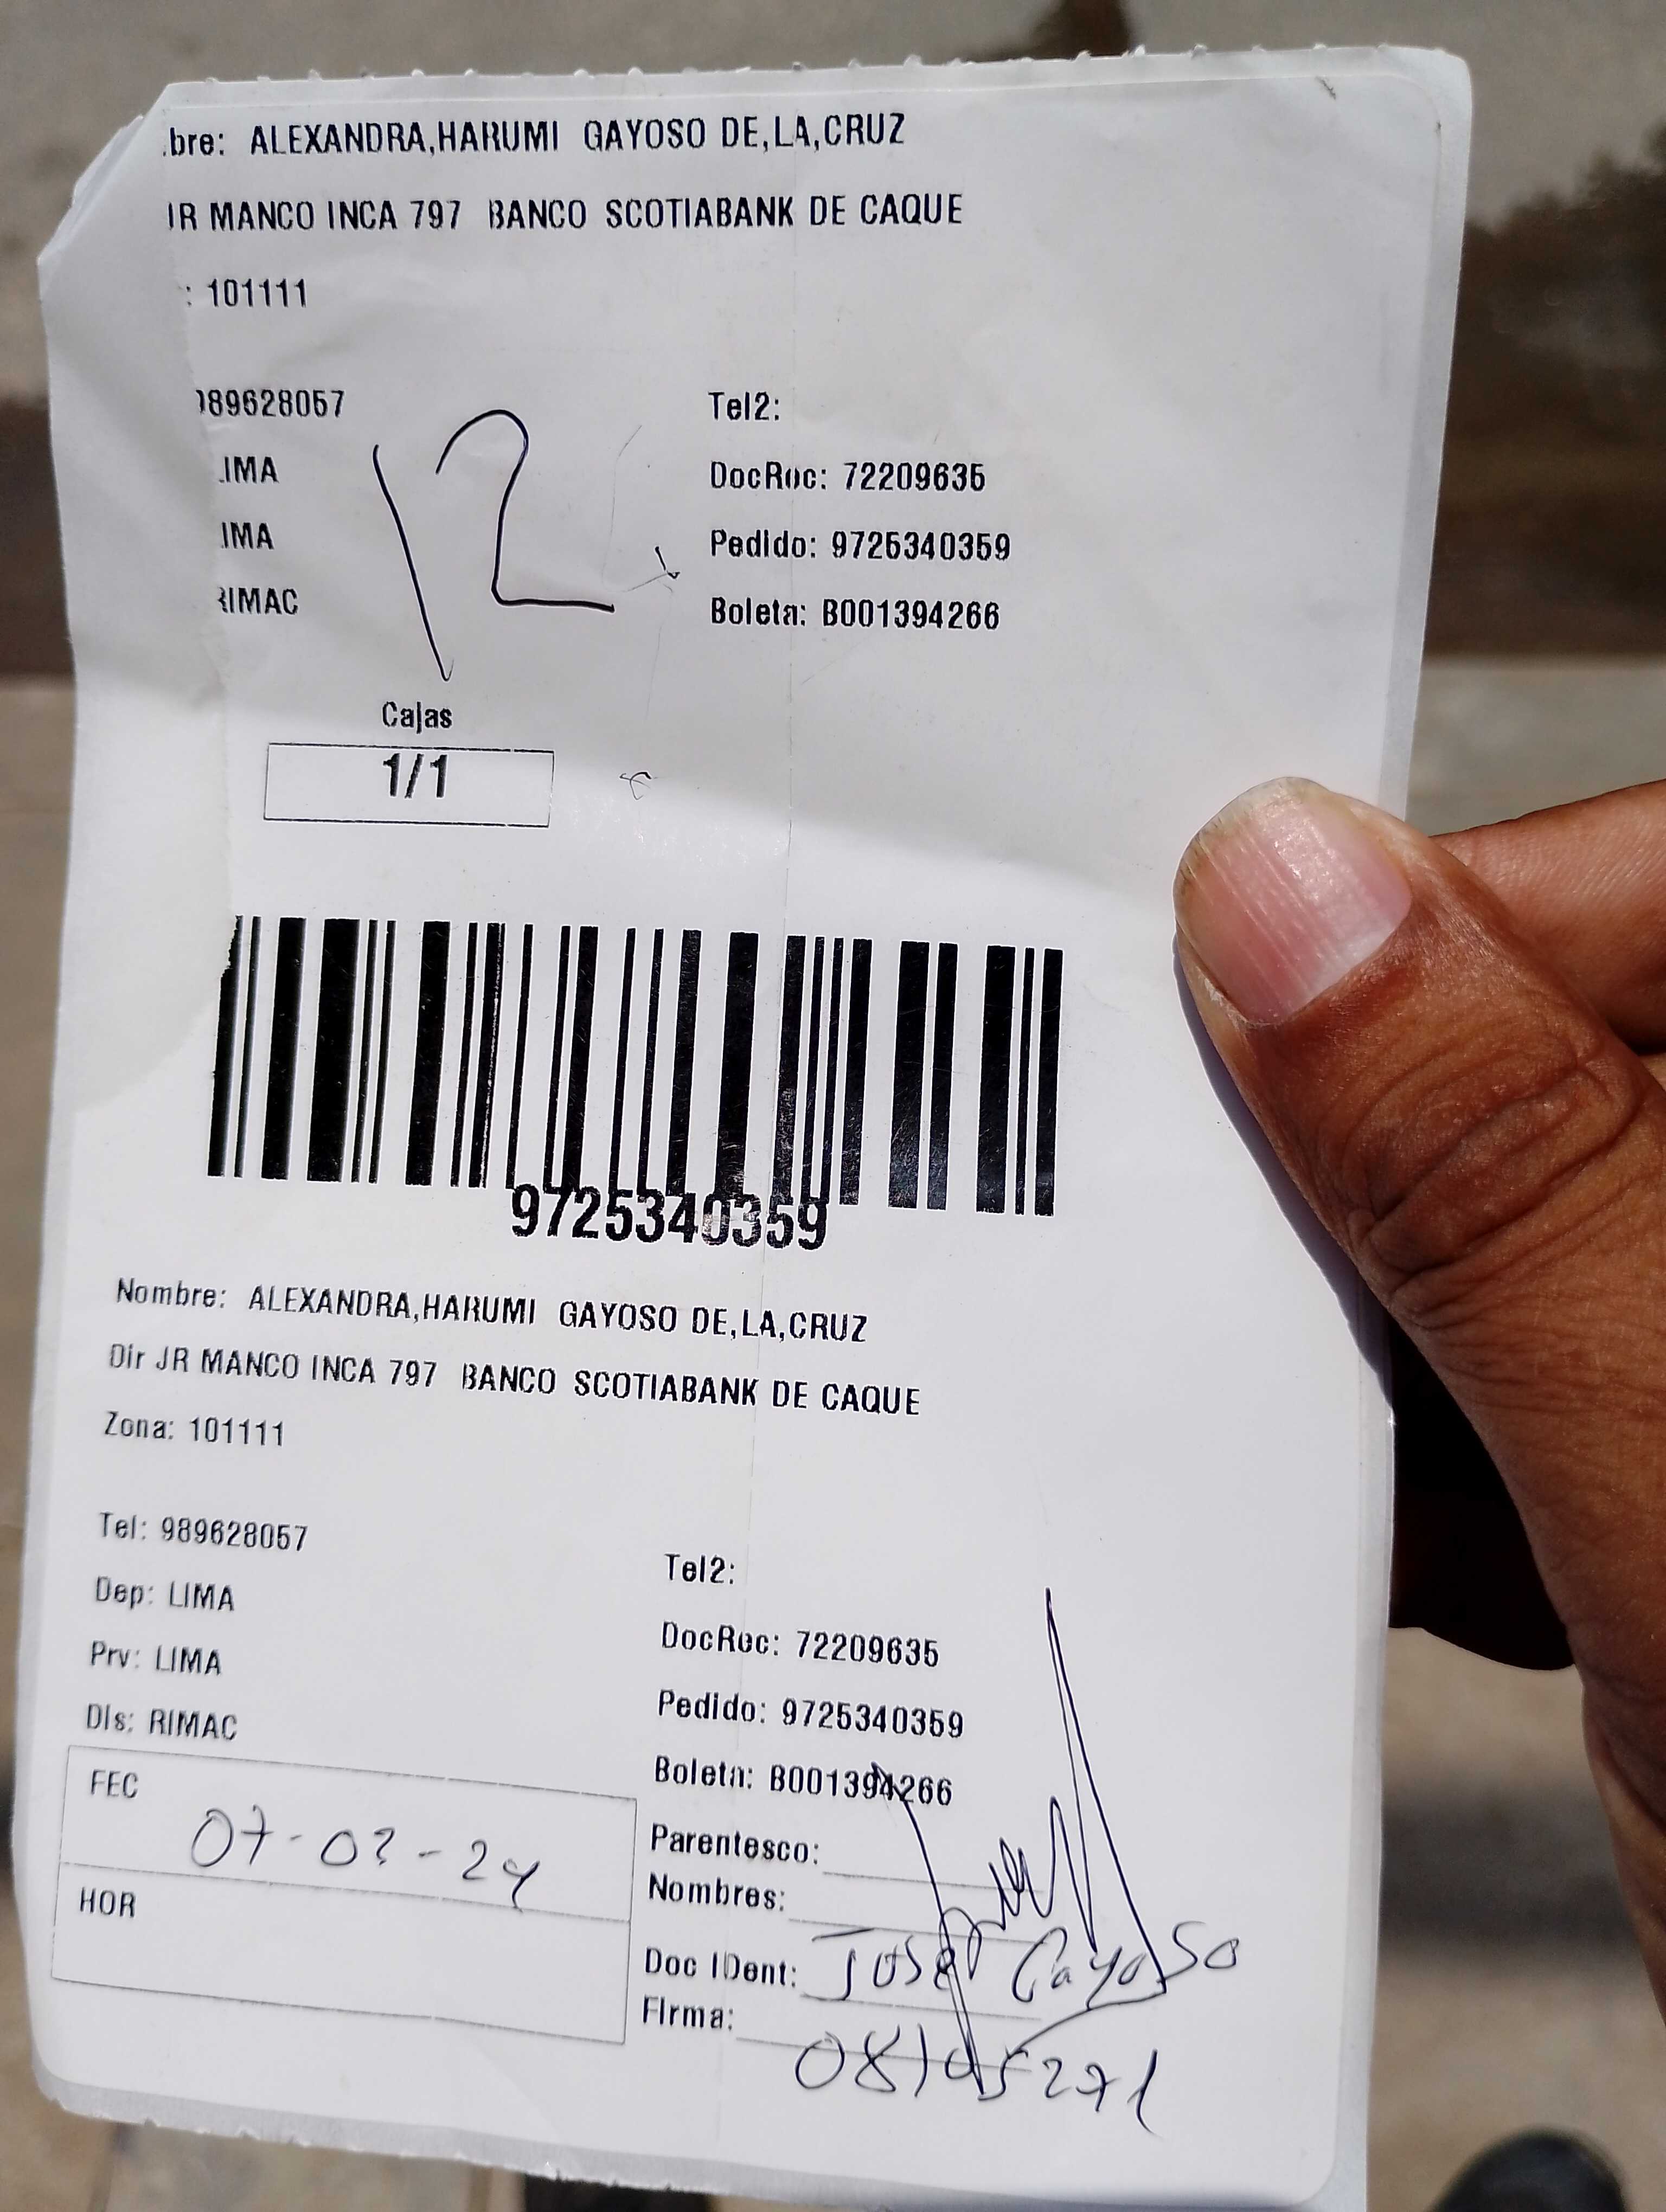 bre: ALEXANDRA,HARUMI GAYOSO DE,LA,CRUZ
JR MANCO INCA 797 BANCO SCOTIABANK DE CAQUE
: 101111
989628057 Tel2:
IMA DocRec: 72209635
IMA Pedido: 9725340359
RIMAC Boleta: B001394266
12
Cajas
1/1
9725340359
Nombre: ALEXANDRA,HARUMI GAYOSO DE,LA,CRUZ
Dir JR MANCO INCA 797 BANCO SCOTIABANK DE CAQUE
Zona: 101111
Tel: 989628057 Tel2:
Dep: LIMA DocRec: 72209635
Prv: LIMA Pedido: 9725340359
Dis: RIMAC Boleta: B001394266
FEC 07-03-24 Parentesco:
HOR Nombres:
Doc IDent: Jose Gayoso
Firma: